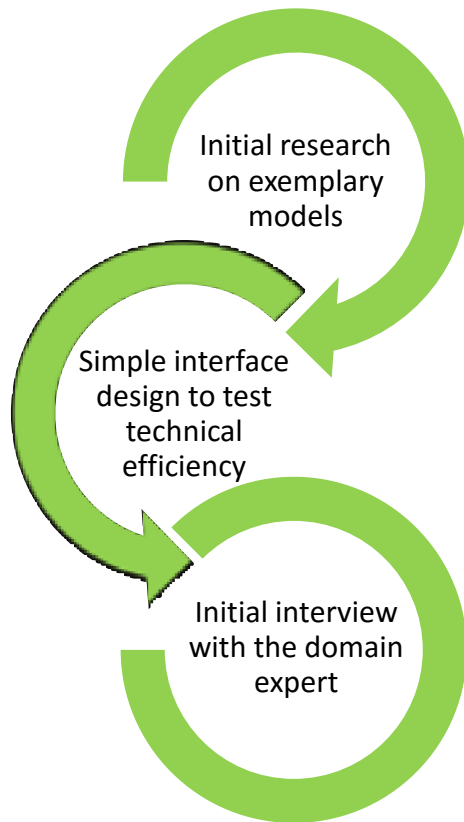 Initial research
on exemplary
models
Simple interface
design to test
technical
efficiency
Initial interview
with the domain
expert